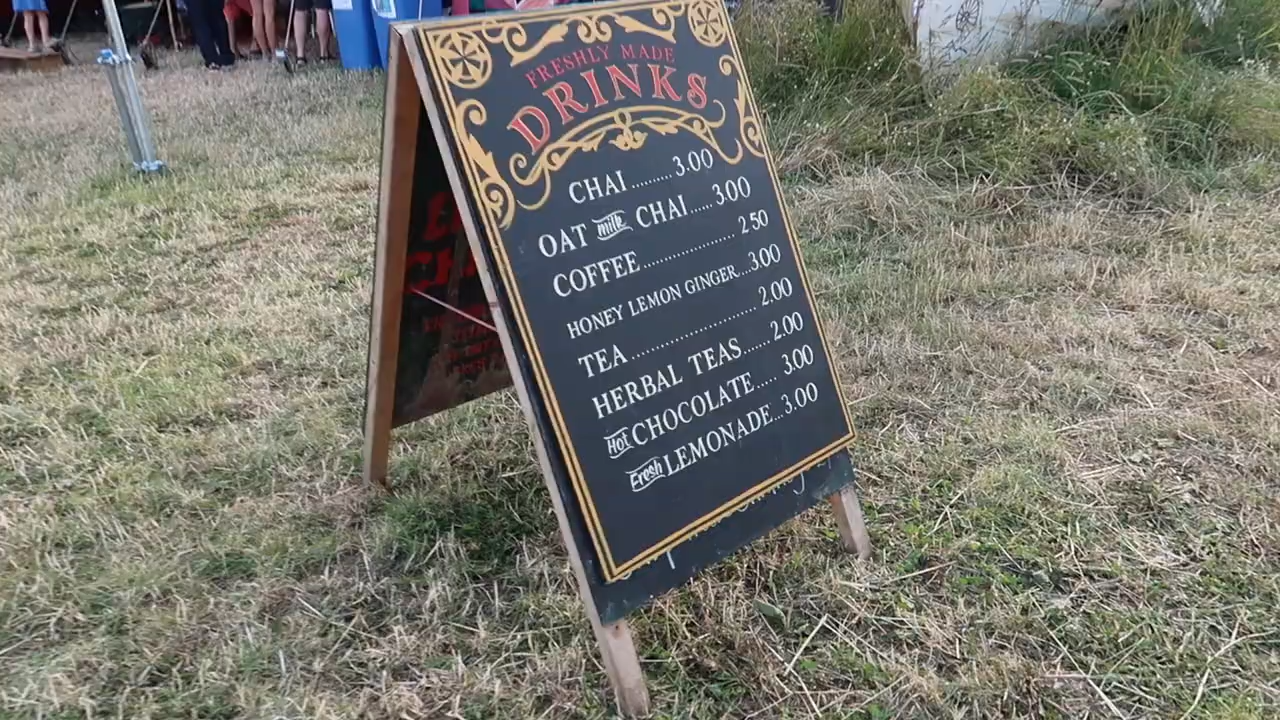 FRESHLY MADE
DRINKS
CHAI ......... 3.00
OAT milk CHAI ...... 3.00
COFFEE ............... 2.50
HONEY LEMON GINGER ... 3.00
TEA ..................... 2.00
HERBAL TEAS ....... 2.00
Hot CHOCOLATE ..... 3.00
Fresh LEMONADE ... 3.00